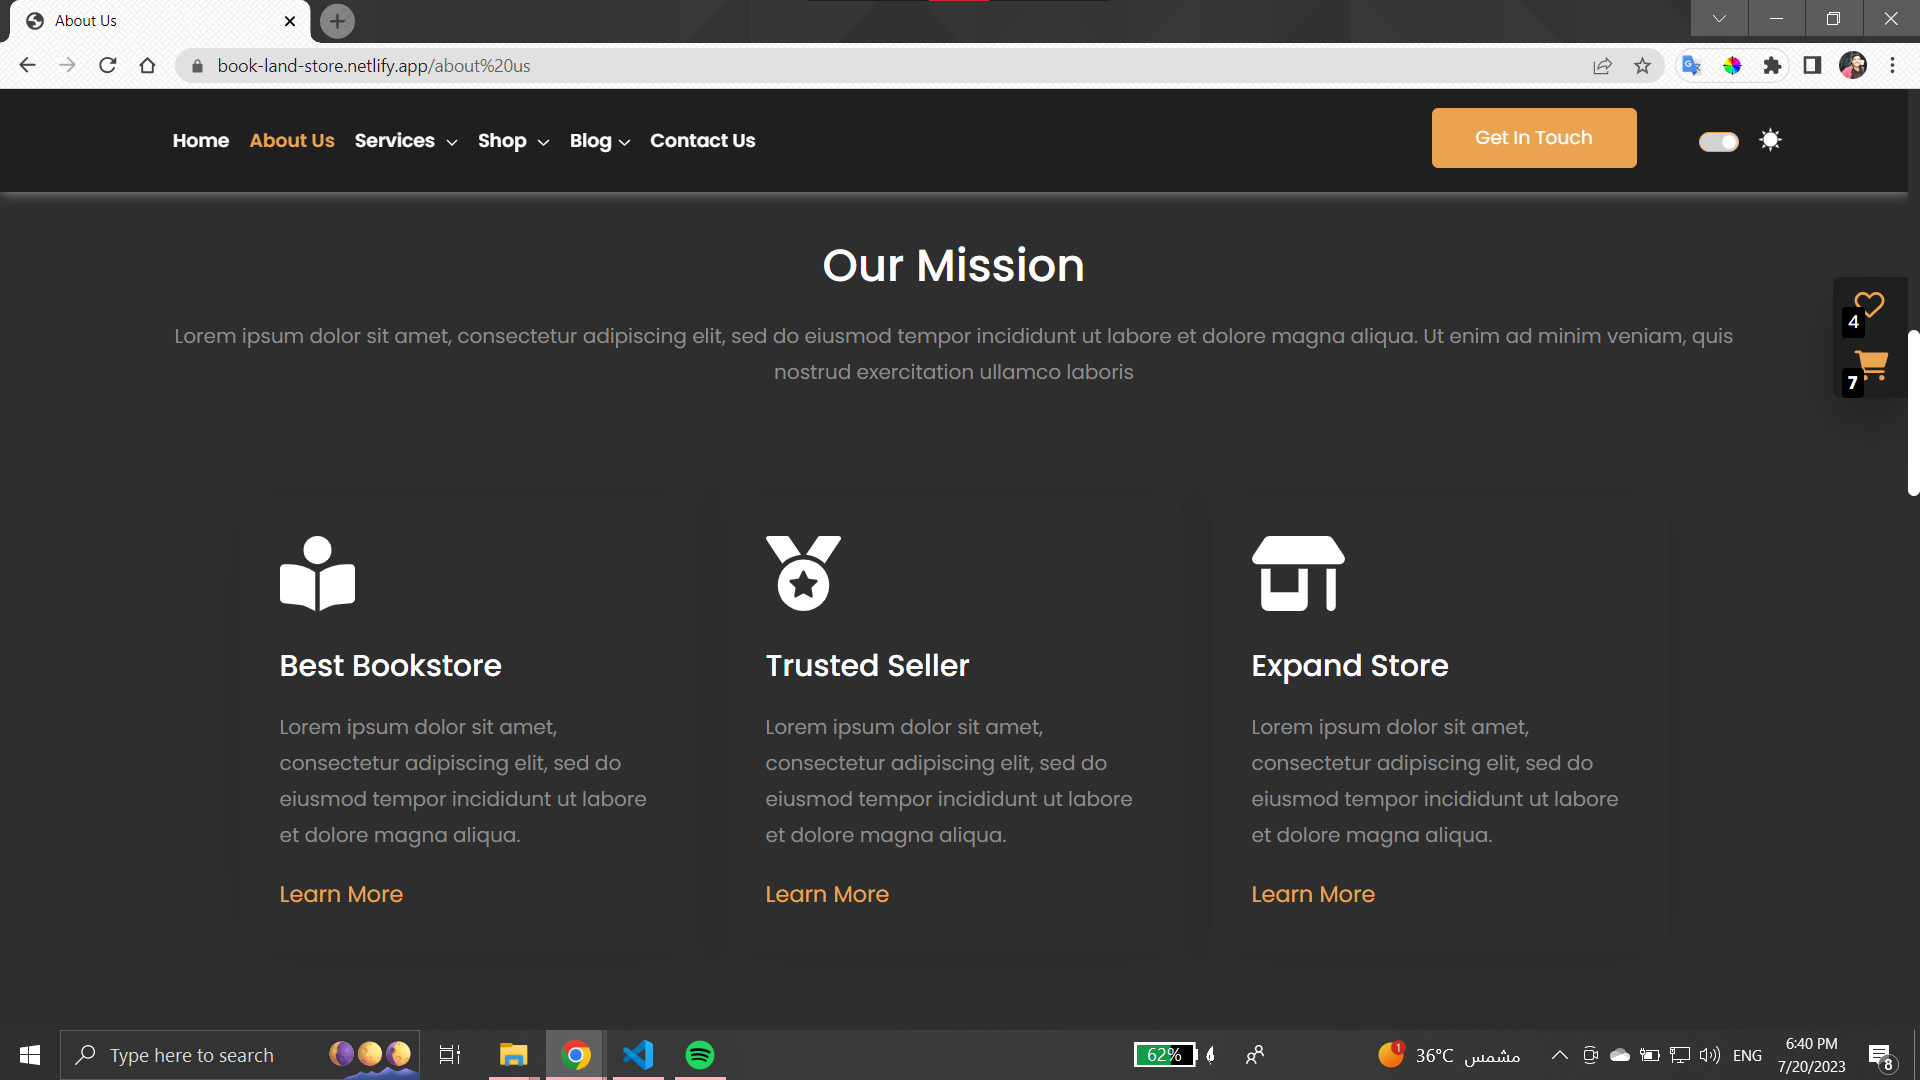 About Us
book-land-store.netlify.app/about%20us
Home About Us Services Shop Blog Contact Us
Get In Touch
Our Mission
Lorem ipsum dolor sit amet, consectetur adipiscing elit, sed do eiusmod tempor incididunt ut labore et dolore magna aliqua. Ut enim ad minim veniam, quis
nostrud exercitation ullamco laboris
4
7
Best Bookstore
Lorem ipsum dolor sit amet,
consectetur adipiscing elit, sed do
eiusmod tempor incididunt ut labore
et dolore magna aliqua.
Learn More
Trusted Seller
Lorem ipsum dolor sit amet,
consectetur adipiscing elit, sed do
eiusmod tempor incididunt ut labore
et dolore magna aliqua.
Learn More
Expand Store
Lorem ipsum dolor sit amet,
consectetur adipiscing elit, sed do
eiusmod tempor incididunt ut labore
et dolore magna aliqua.
Learn More
Type here to search
62%
1
36°C مشمس
ENG
6:40 PM
7/20/2023
8